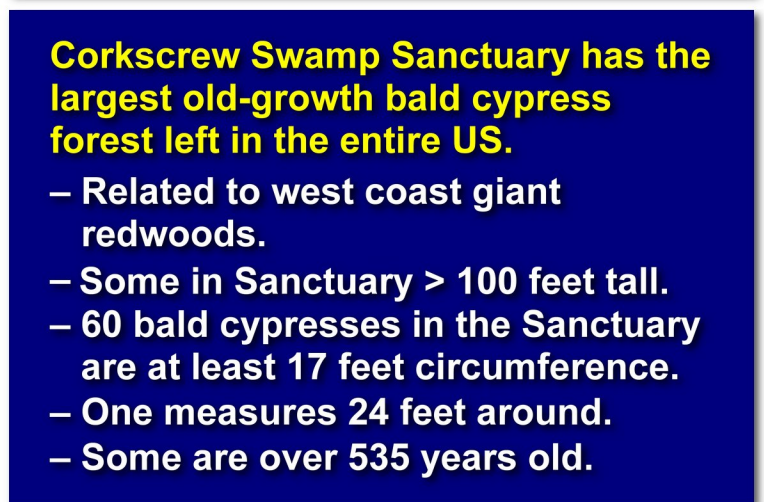 Corkscrew Swamp Sanctuary has the
largest old-growth bald cypress
forest left in the entire US.
– Related to west coast giant
redwoods.
– Some in Sanctuary > 100 feet tall.
– 60 bald cypresses in the Sanctuary
are at least 17 feet circumference.
– One measures 24 feet around.
– Some are over 535 years old.